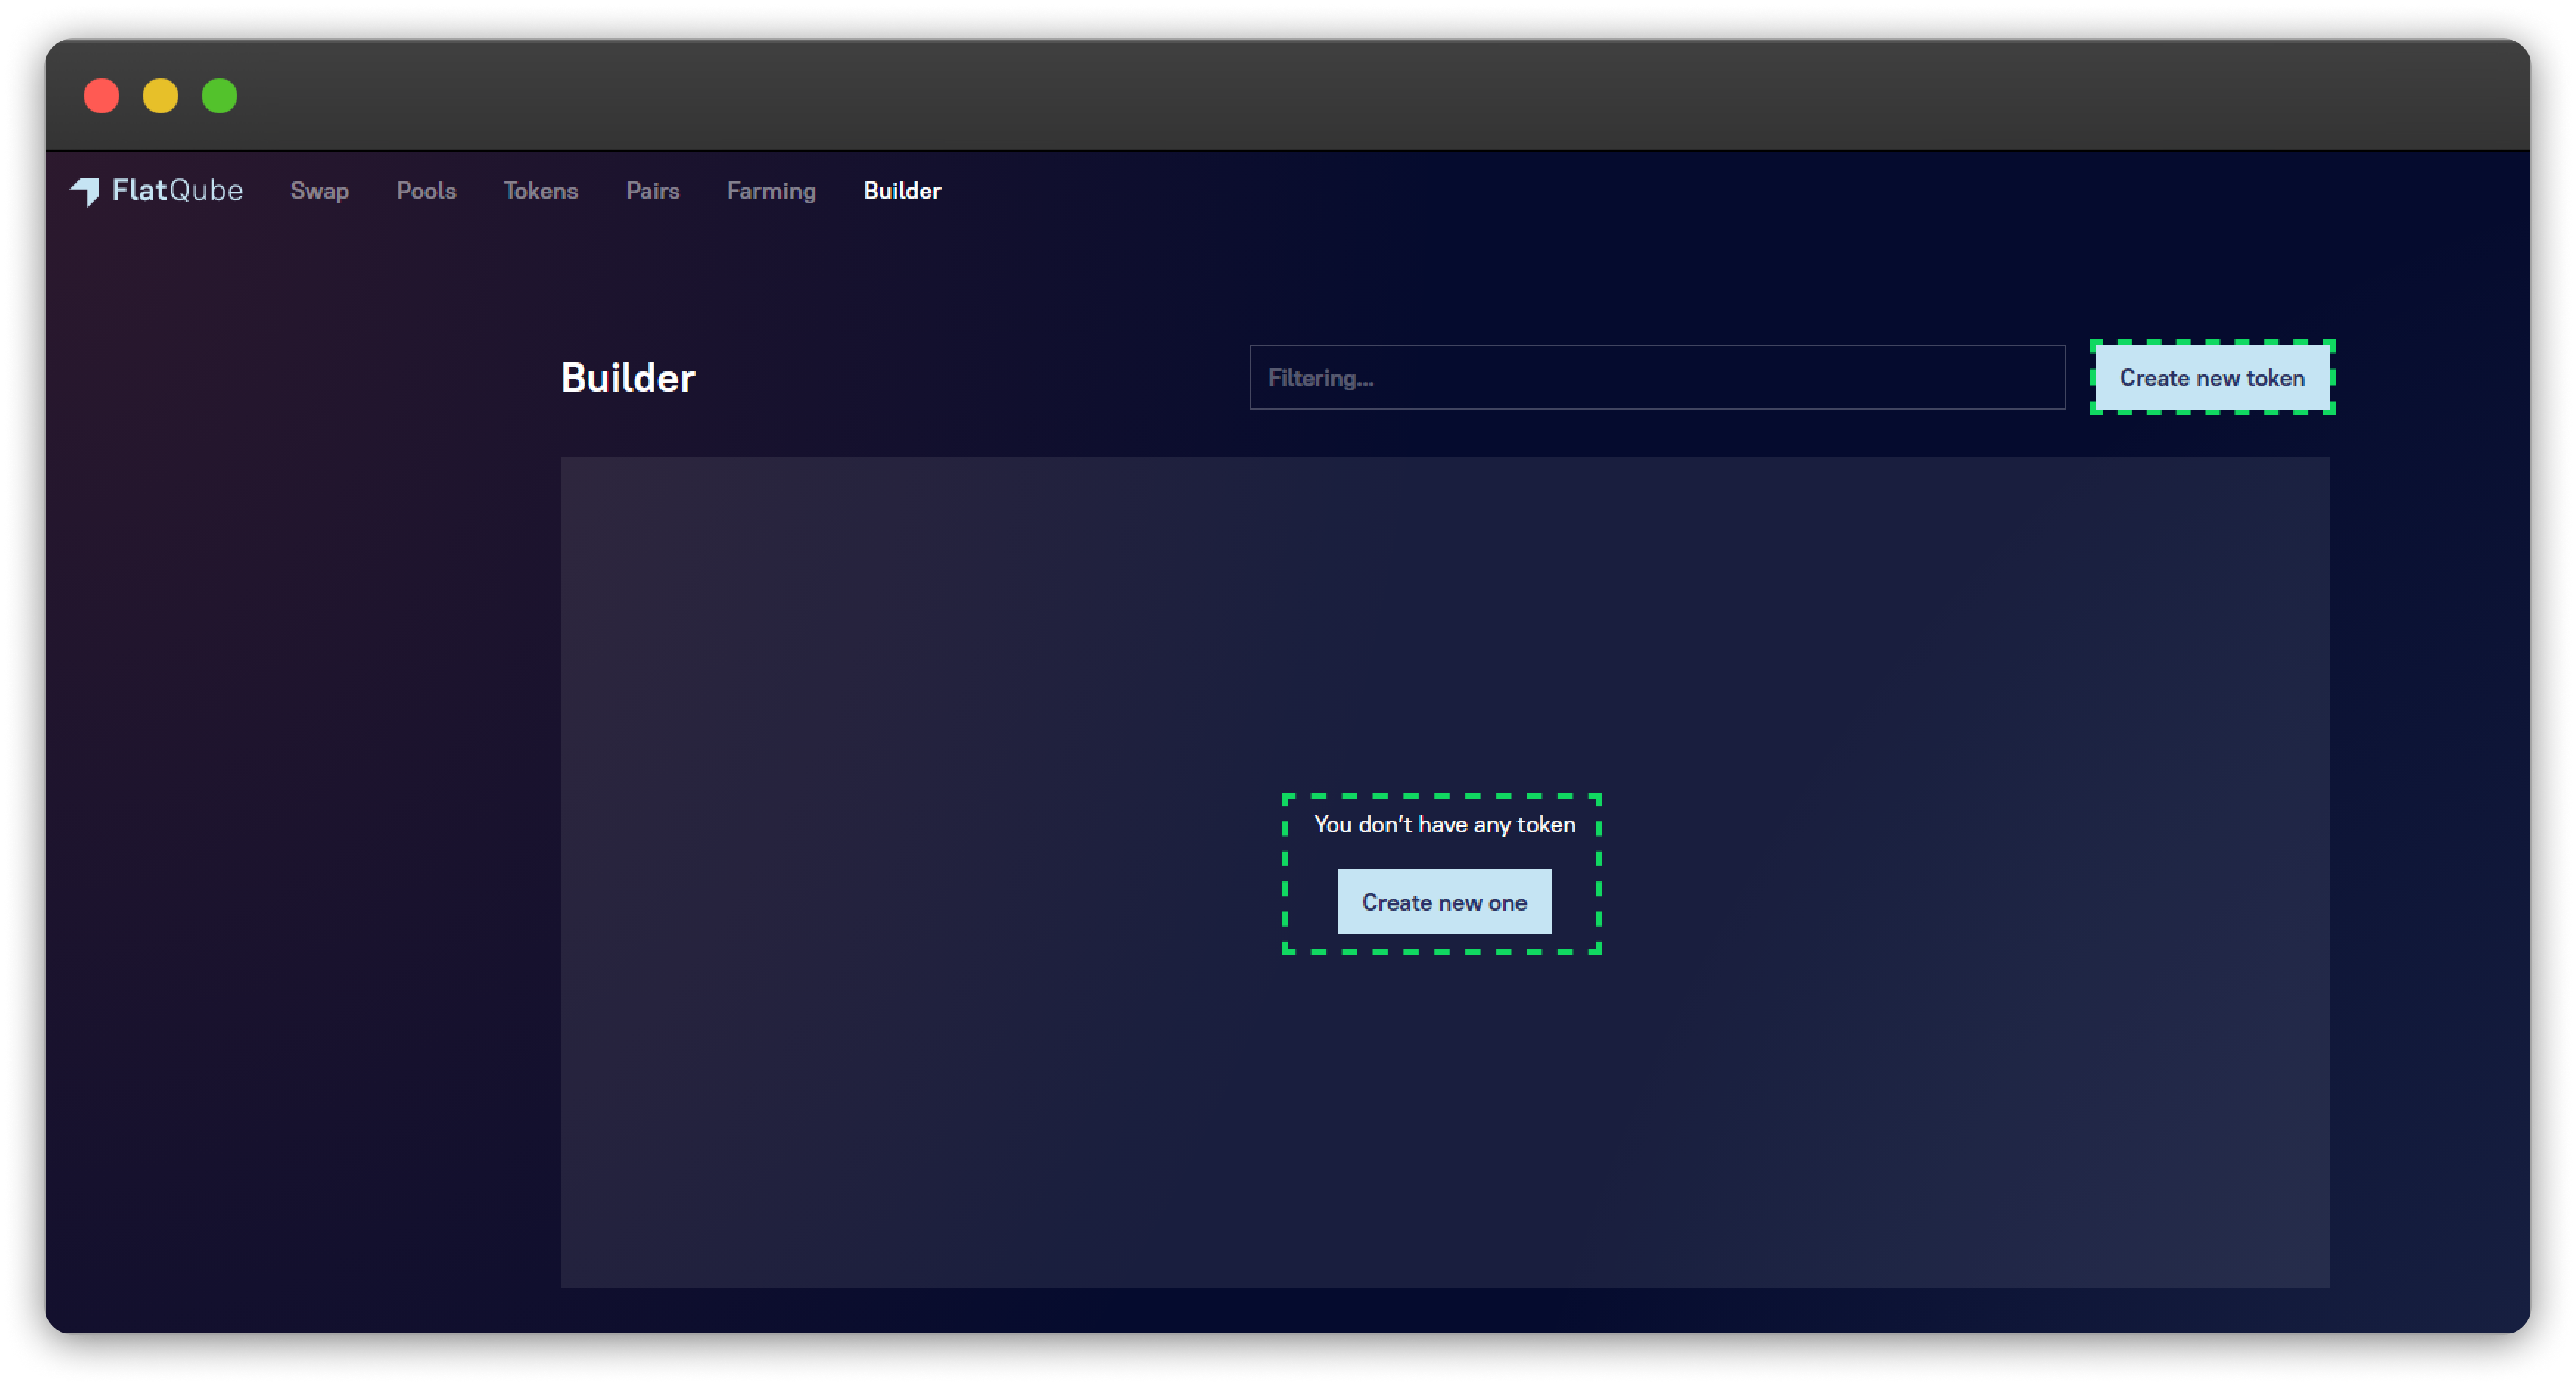 FlatQube Swap Pools Tokens Pairs Farming Builder
Builder Filtering... Create new token
You don't have any token
Create new one